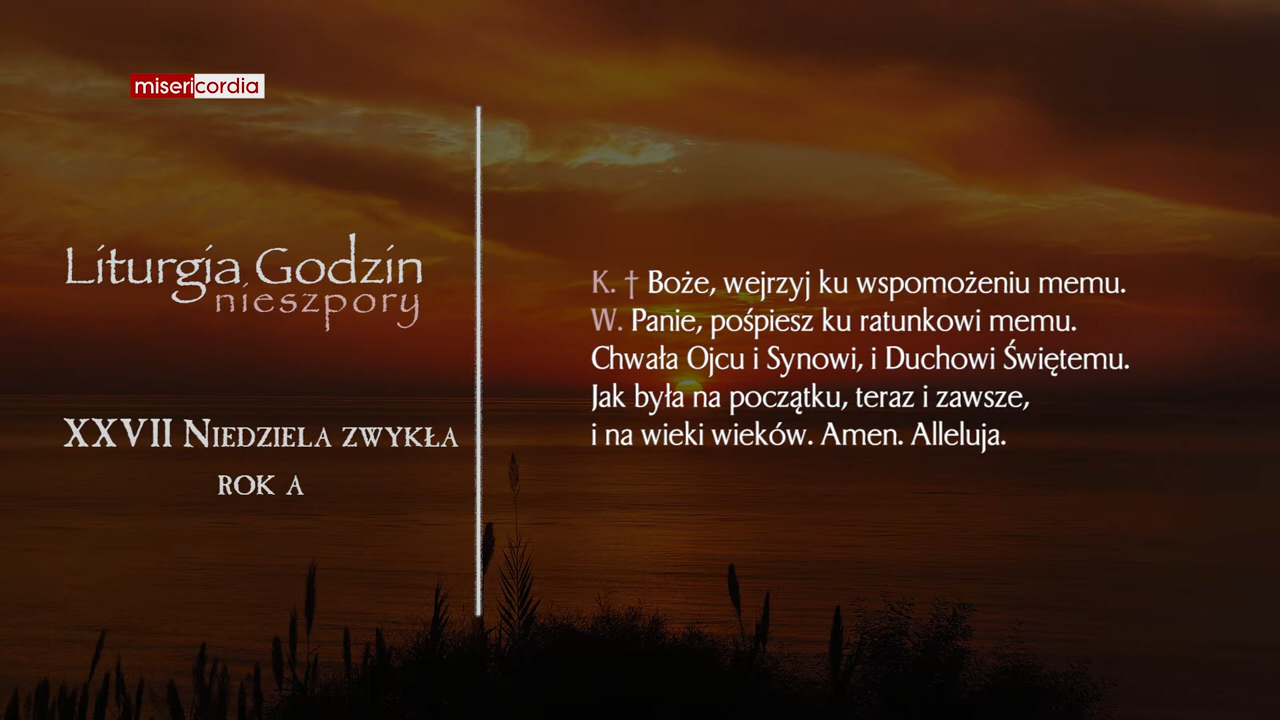 misericordia
Liturgia Godzin
nieszpory
XXVII Niedziela zwykła
rok A
K. † Boże, wejrzyj ku wspomożeniu memu.
W. Panie, pośpiesz ku ratunkowi memu.
Chwała Ojcu i Synowi, i Duchowi Świętemu.
Jak była na początku, teraz i zawsze,
i na wieki wieków. Amen. Alleluja.